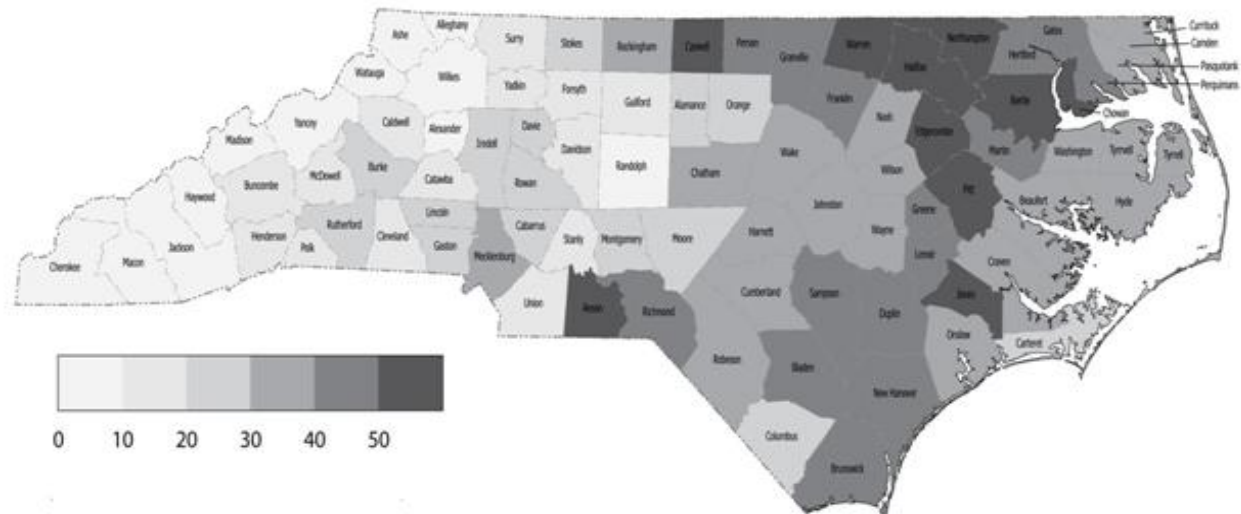 Alleghany
Ashe
Surry
Stokes
Rockingham
Caswell
Person
Granville
Warren
Northampton
Halifax
Hertford
Gates
Currituck
Camden
Pasquotank
Perquimans
Chowan
Watauga
Wilkes
Yadkin
Forsyth
Guilford
Alamance
Orange
Franklin
Nash
Edgecombe
Bertie
Martin
Washington
Tyrrell
Tyrrell
Madison
Yancey
Caldwell
Alexander
Iredell
Davie
Davidson
Randolph
Chatham
Wake
Wilson
Pitt
Beaufort
Hyde
Haywood
Buncombe
McDowell
Burke
Catawba
Rowan
Johnston
Greene
Wayne
Lenoir
Craven
Cherokee
Macon
Jackson
Henderson
Polk
Rutherford
Cleveland
Lincoln
Gaston
Mecklenburg
Cabarrus
Stanly
Montgomery
Moore
Harnett
Union
Anson
Richmond
Cumberland
Sampson
Duplin
Jones
Onslow
Carteret
Robeson
Bladen
New Hanover
Columbus
Brunswick
0 10 20 30 40 50